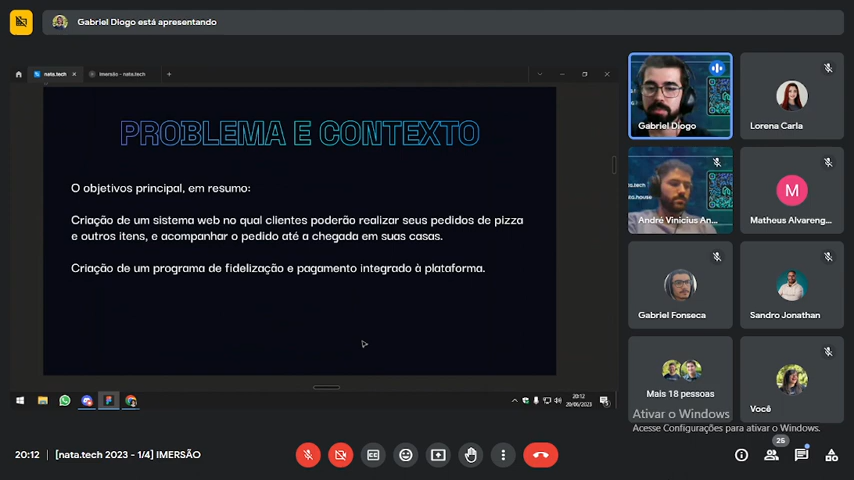 Gabriel Diogo está apresentando
nata.tech
Imersão - nata.tech
PROBLEMA E CONTEXTO
O objetivos principal, em resumo:
Criação de um sistema web no qual clientes poderão realizar seus pedidos de pizza
e outros itens, e acompanhar o pedido até a chegada em suas casas.
Criação de um programa de fidelização e pagamento integrado à plataforma.
20:12
20/06/2023
Gabriel Diogo
Lorena Carla
André Vinicius An...
M
Matheus Alvareng...
Gabriel Fonseca
Sandro Jonathan
Mais 18 pessoas
Você
Ativar o Windows
Acesse Configurações para ativar o Windows.
20:12
[nata.tech 2023 - 1/4] IMERSÃO
26